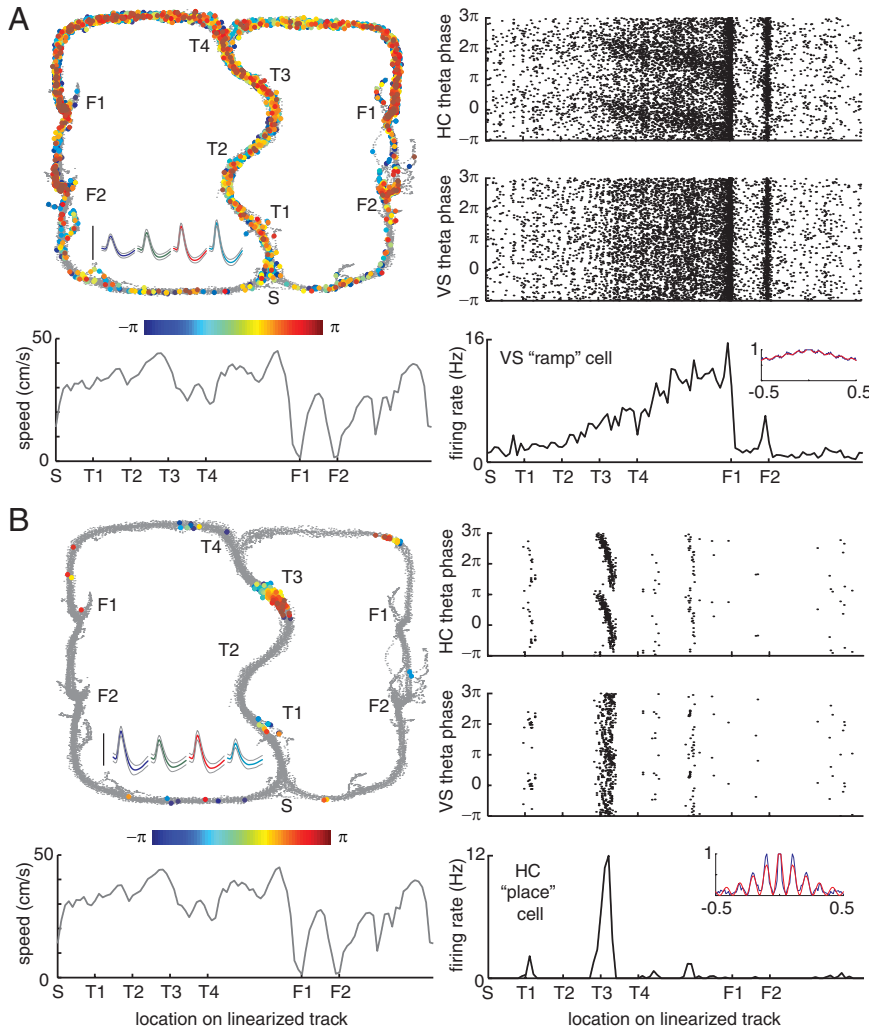 A
T4
T3
F1
F1
T2
F2
F2
T1
S
−π
π
50
speed (cm/s)
0
S T1 T2 T3 T4 F1 F2
3π
2π
π
0
−π
HC theta phase
3π
2π
π
0
−π
VS theta phase
16
firing rate (Hz)
0
VS "ramp" cell
1
-0.5 0.5
S T1 T2 T3 T4 F1 F2
B
T4
T3
F1
F1
T2
F2
F2
T1
S
−π
π
50
speed (cm/s)
0
S T1 T2 T3 T4 F1 F2
location on linearized track
3π
2π
π
0
−π
HC theta phase
3π
2π
π
0
−π
VS theta phase
12
firing rate (Hz)
0
HC
"place"
cell
1
-0.5 0.5
S T1 T2 T3 T4 F1 F2
location on linearized track